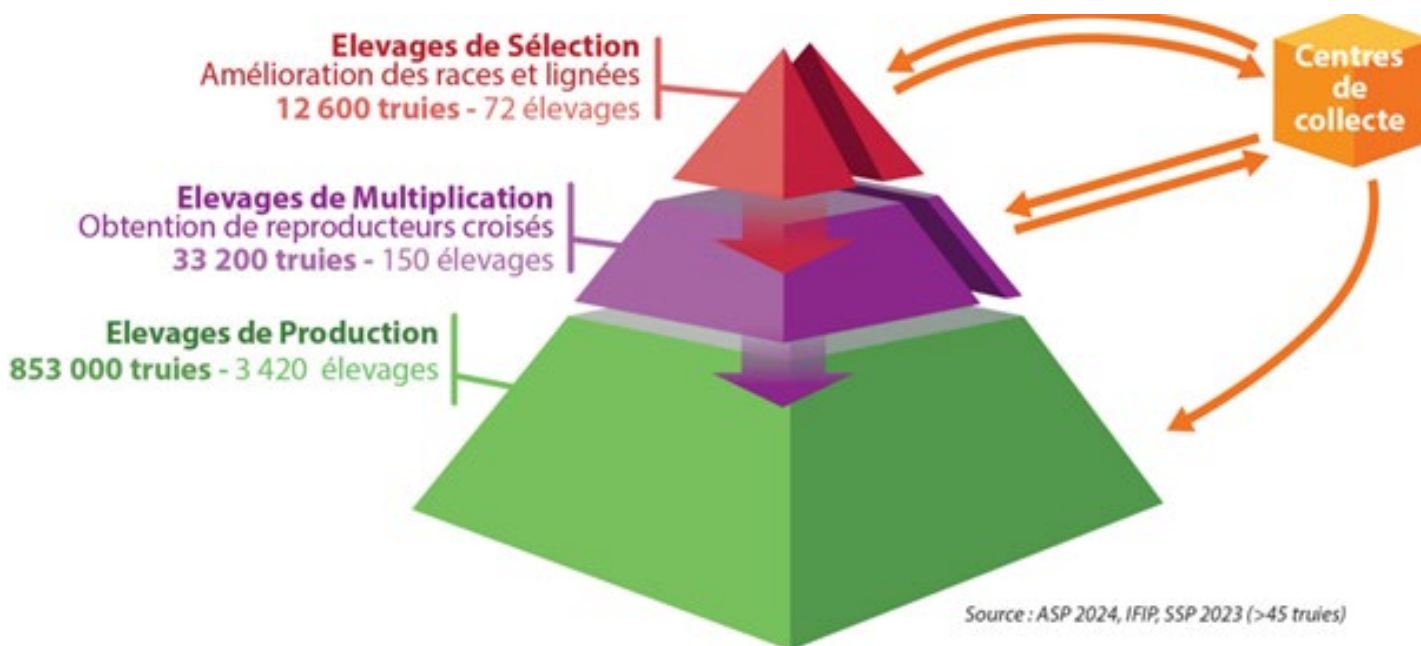 Elevages de Sélection
Amélioration des races et lignées
12 600 truies - 72 élevages
Centres
de
collecte
Elevages de Multiplication
Obtention de reproducteurs croisés
33 200 truies - 150 élevages
Elevages de Production
853 000 truies - 3 420 élevages
Source : ASP 2024, IFIP, SSP 2023 (>45 truies)